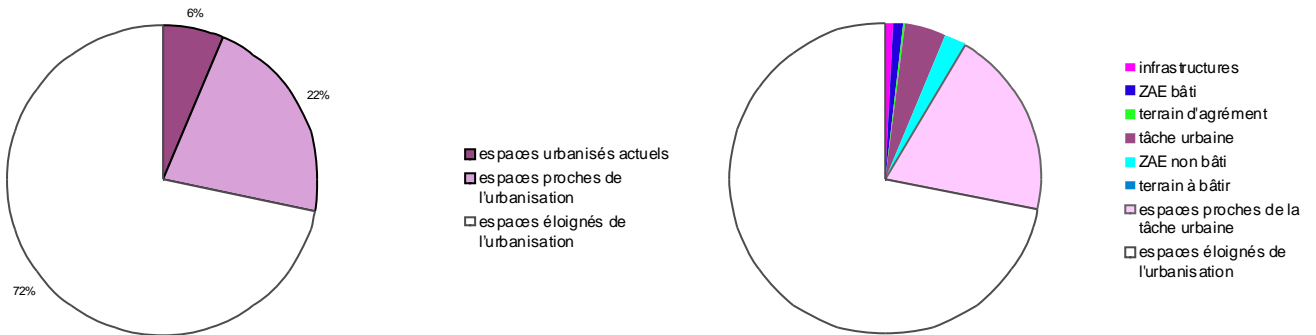 6%
22%
72%
espaces urbanisés actuels
espaces proches de
l'urbanisation
espaces éloignés de
l'urbanisation
infrastructures
ZAE bâti
terrain d'agrément
tâche urbaine
ZAE non bâti
terrain à bâtir
espaces proches de la
tâche urbaine
espaces éloignés de
l'urbanisation